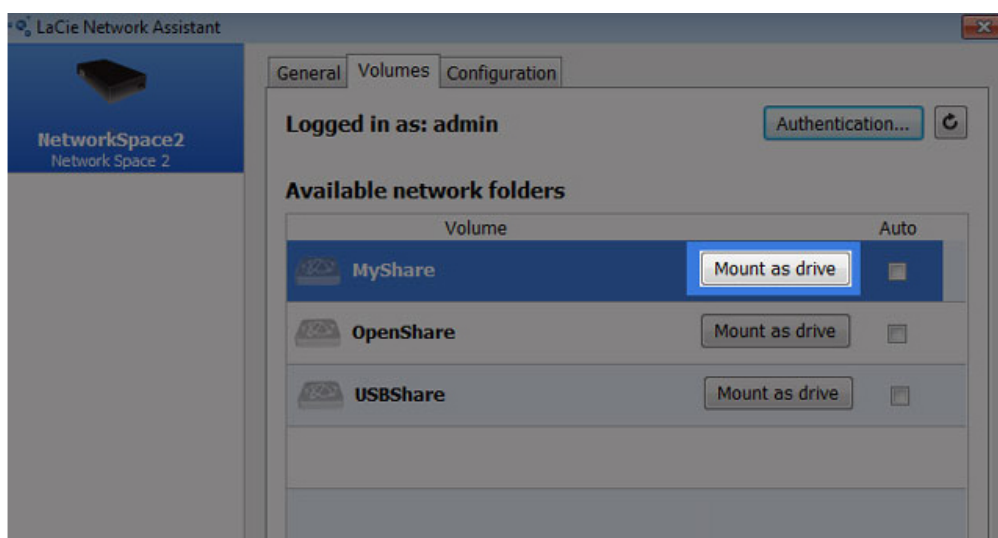 LaCie Network Assistant
General Volumes Configuration
NetworkSpace2
Network Space 2
Logged in as: admin Authentication...
Available network folders
Volume Auto
MyShare Mount as drive
OpenShare Mount as drive
USBShare Mount as drive